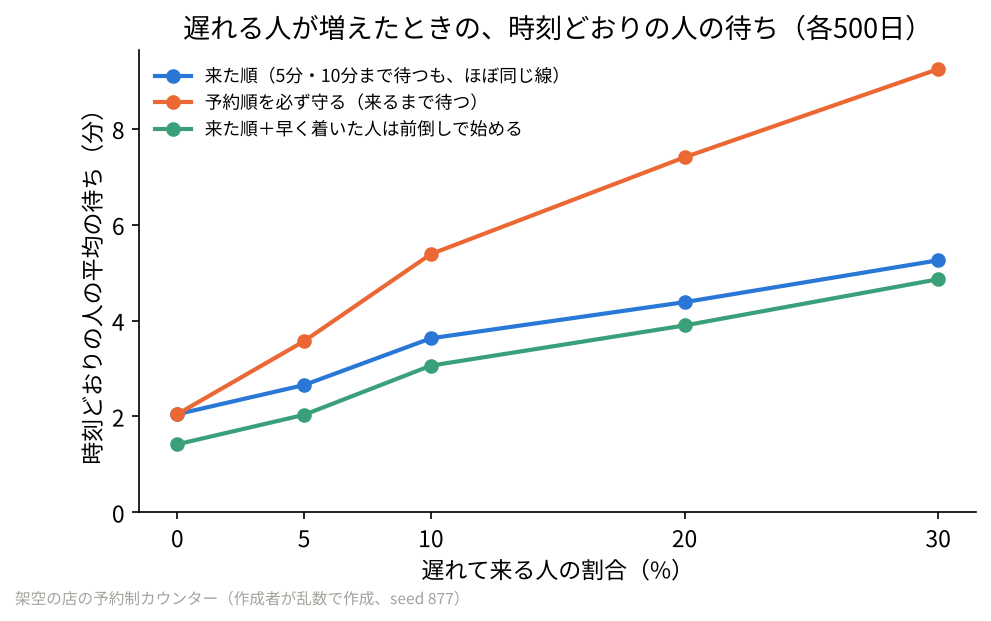 遅れる人が増えたときの、時刻どおりの人の待ち（各500日）
来た順（5分・10分まで待つも、ほぼ同じ線）
予約順を必ず守る（来るまで待つ）
来た順＋早く着いた人は前倒しで始める
時刻どおりの人の平均の待ち（分）
8
6
4
2
0
0 5 10 20 30
遅れて来る人の割合（%）
架空の店の予約制カウンター（作成者が乱数で作成、seed 877）